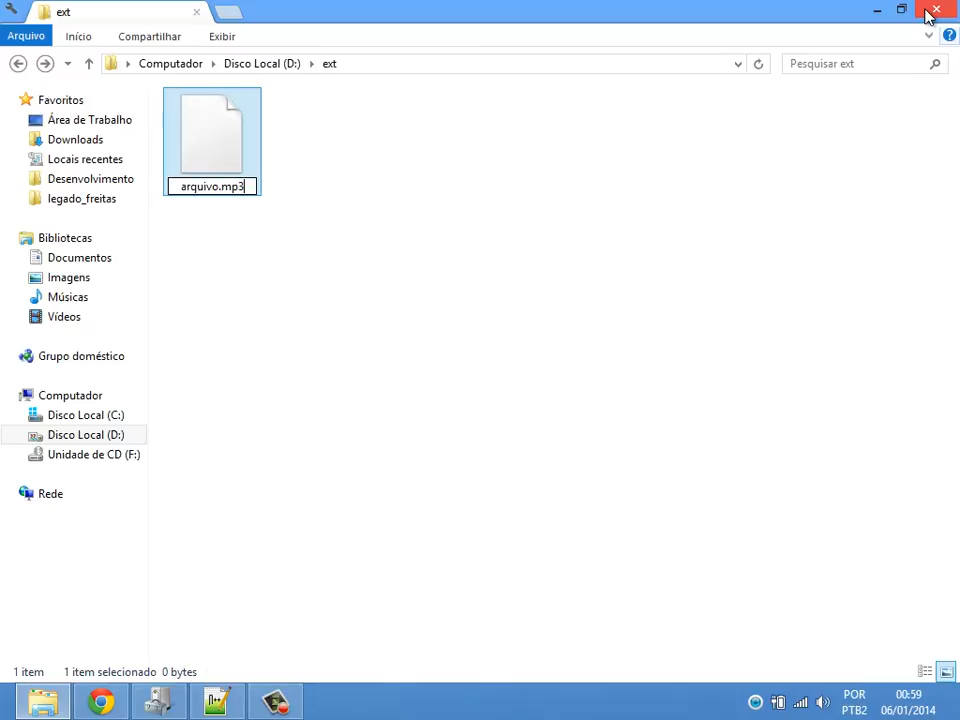 ext
Arquivo Início Compartilhar Exibir
Computador Disco Local (D:) ext
Pesquisar ext
Favoritos
Área de Trabalho
Downloads
Locais recentes
Desenvolvimento
legado_freitas
Bibliotecas
Documentos
Imagens
Músicas
Vídeos
Grupo doméstico
Computador
Disco Local (C:)
Disco Local (D:)
Unidade de CD (F:)
Rede
arquivo.mp3
1 item 1 item selecionado 0 bytes
POR 00:59
PTB2 06/01/2014